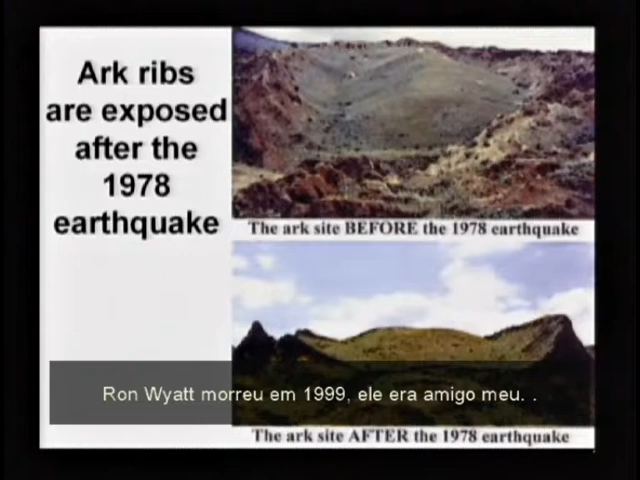 Ark ribs
are exposed
after the
1978
earthquake
The ark site BEFORE the 1978 earthquake
Ron Wyatt morreu em 1999, ele era amigo meu. .
The ark site AFTER the 1978 earthquake